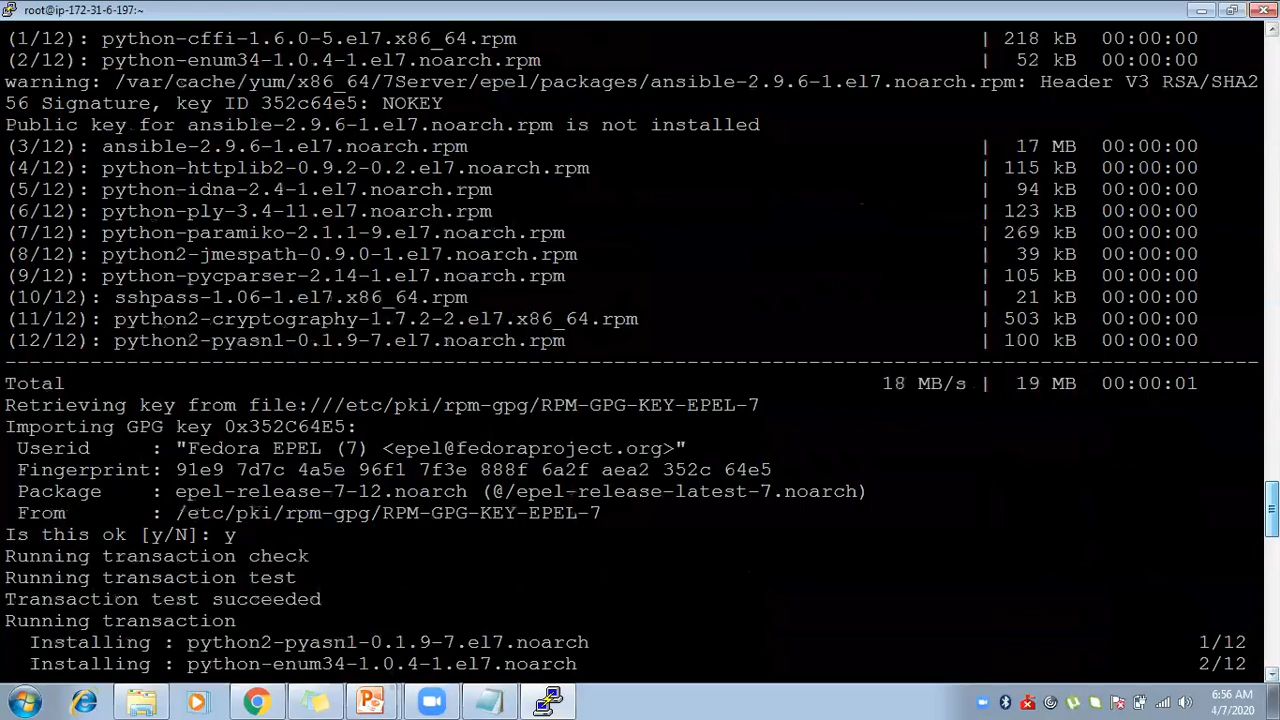 root@ip-172-31-6-197:~
(1/12): python-cffi-1.6.0-5.el7.x86_64.rpm | 218 kB 00:00:00
(2/12): python-enum34-1.0.4-1.el7.noarch.rpm | 52 kB 00:00:00
warning: /var/cache/yum/x86_64/7Server/epel/packages/ansible-2.9.6-1.el7.noarch.rpm: Header V3 RSA/SHA2
56 Signature, key ID 352c64e5: NOKEY
Public key for ansible-2.9.6-1.el7.noarch.rpm is not installed
(3/12): ansible-2.9.6-1.el7.noarch.rpm | 17 MB 00:00:00
(4/12): python-httplib2-0.9.2-0.2.el7.noarch.rpm | 115 kB 00:00:00
(5/12): python-idna-2.4-1.el7.noarch.rpm | 94 kB 00:00:00
(6/12): python-ply-3.4-11.el7.noarch.rpm | 123 kB 00:00:00
(7/12): python-paramiko-2.1.1-9.el7.noarch.rpm | 269 kB 00:00:00
(8/12): python2-jmespath-0.9.0-1.el7.noarch.rpm | 39 kB 00:00:00
(9/12): python-pycparser-2.14-1.el7.noarch.rpm | 105 kB 00:00:00
(10/12): sshpass-1.06-1.el7.x86_64.rpm | 21 kB 00:00:00
(11/12): python2-cryptography-1.7.2-2.el7.x86_64.rpm | 503 kB 00:00:00
(12/12): python2-pyasn1-0.1.9-7.el7.noarch.rpm | 100 kB 00:00:00
--------------------------------------------------------------------------------------------------------
Total 18 MB/s | 19 MB 00:00:01
Retrieving key from file:///etc/pki/rpm-gpg/RPM-GPG-KEY-EPEL-7
Importing GPG key 0x352C64E5:
Userid : "Fedora EPEL (7) <epel@fedoraproject.org>"
Fingerprint: 91e9 7d7c 4a5e 96f1 7f3e 888f 6a2f aea2 352c 64e5
Package : epel-release-7-12.noarch (@/epel-release-latest-7.noarch)
From : /etc/pki/rpm-gpg/RPM-GPG-KEY-EPEL-7
Is this ok [y/N]: y
Running transaction check
Running transaction test
Transaction test succeeded
Running transaction
Installing : python2-pyasn1-0.1.9-7.el7.noarch 1/12
Installing : python-enum34-1.0.4-1.el7.noarch 2/12
6:56 AM
4/7/2020